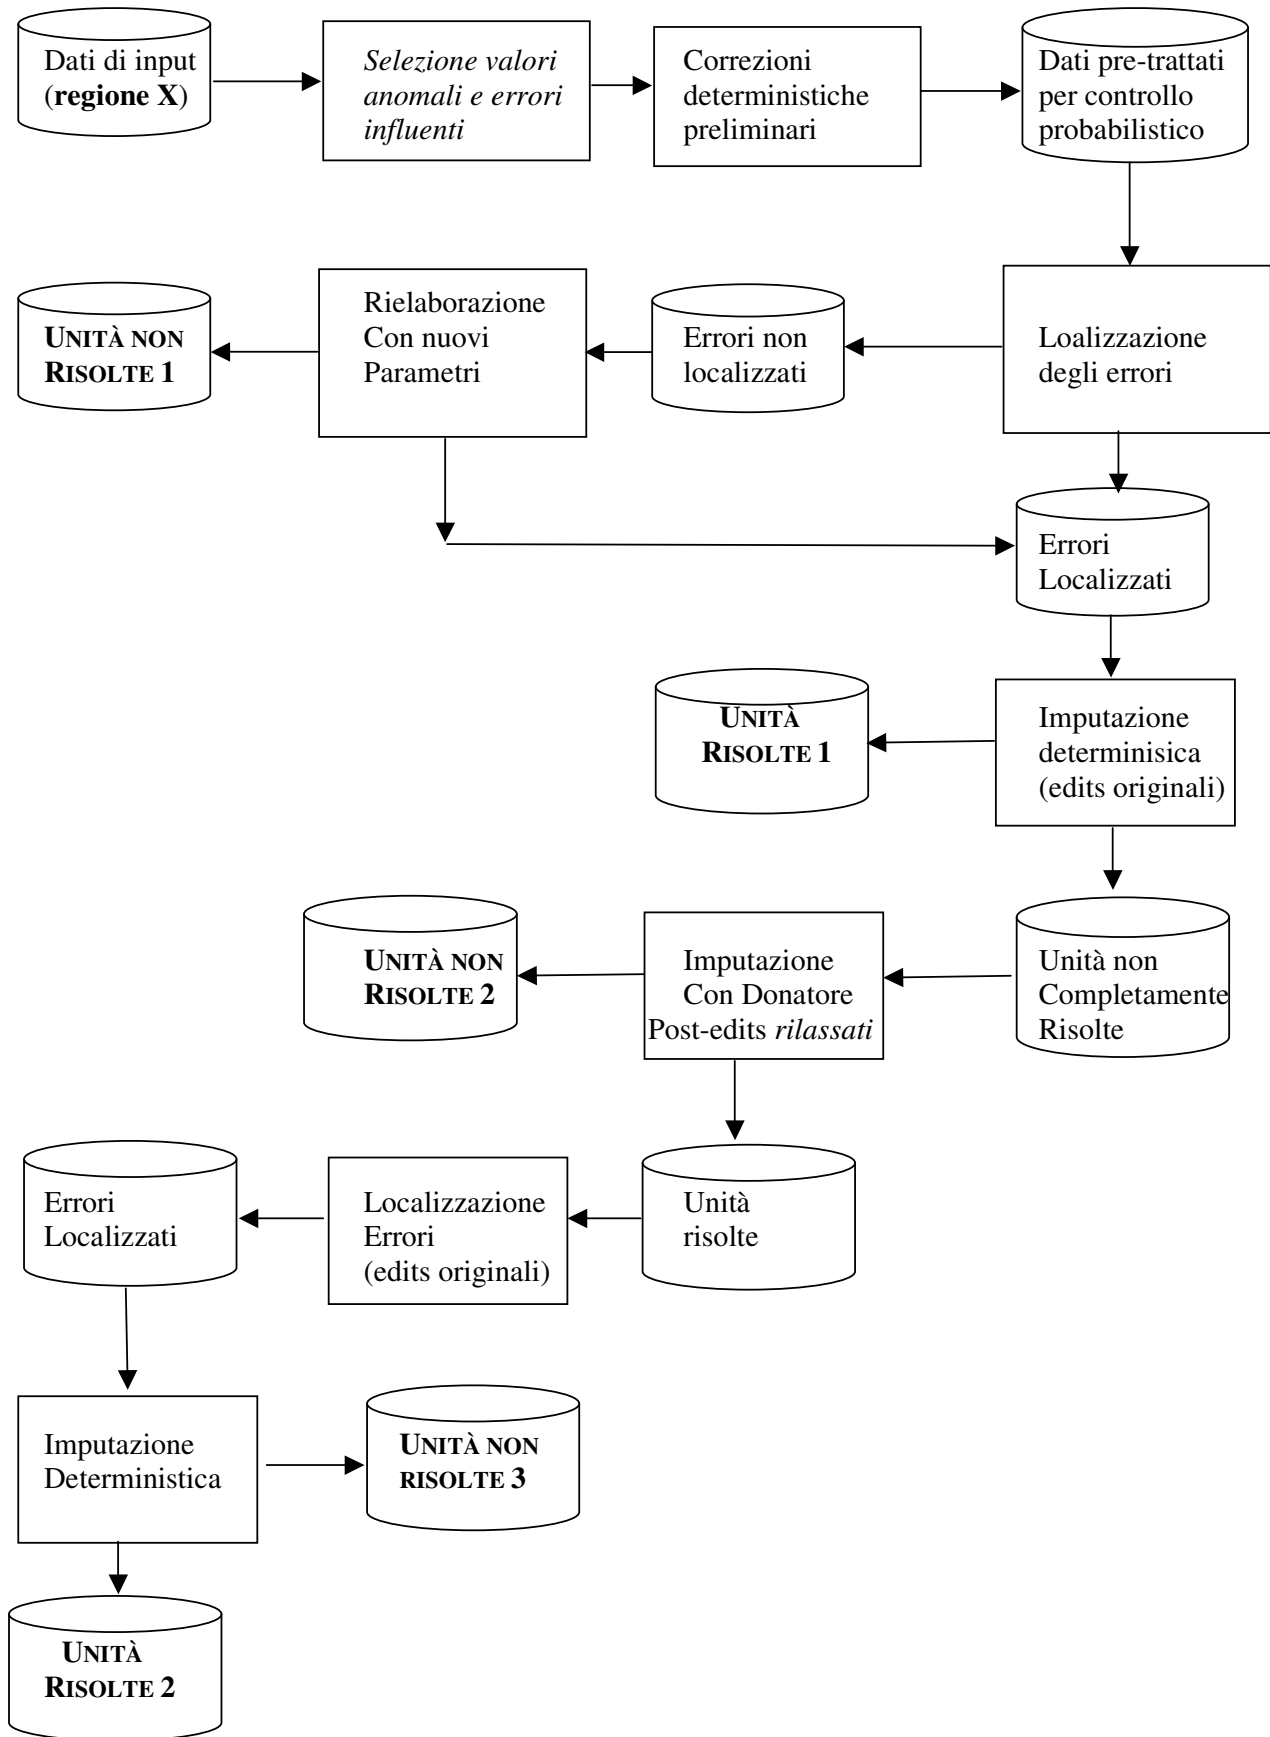 Dati di input
(regione X)
Selezione valori
anomali e errori
influenti
Correzioni
deterministiche
preliminari
Dati pre-trattati
per controllo
probabilistico
UNITÀ NON
RISOLTE 1
Rielaborazione
Con nuovi
Parametri
Errori non
localizzati
Loalizzazione
degli errori
Errori
Localizzati
UNITÀ
RISOLTE 1
Imputazione
determinisica
(edits originali)
UNITÀ NON
RISOLTE 2
Imputazione
Con Donatore
Post-edits rilassati
Unità non
Completamente
Risolte
Errori
Localizzati
Localizzazione
Errori
(edits originali)
Unità
risolte
Imputazione
Deterministica
UNITÀ NON
RISOLTE 3
UNITÀ
RISOLTE 2